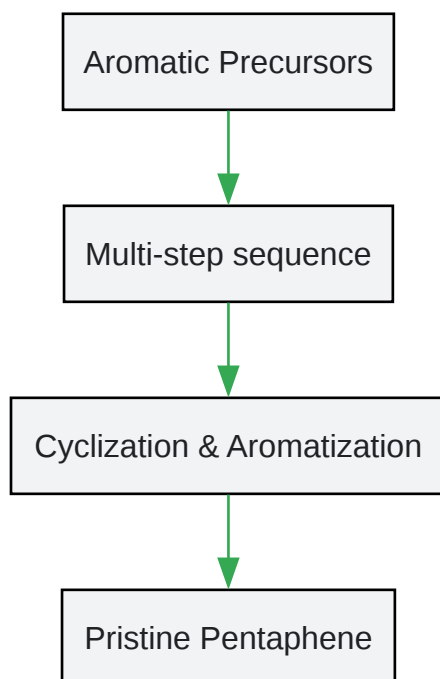 Aromatic Precursors
Multi-step sequence
Cyclization & Aromatization
Pristine Pentaphene